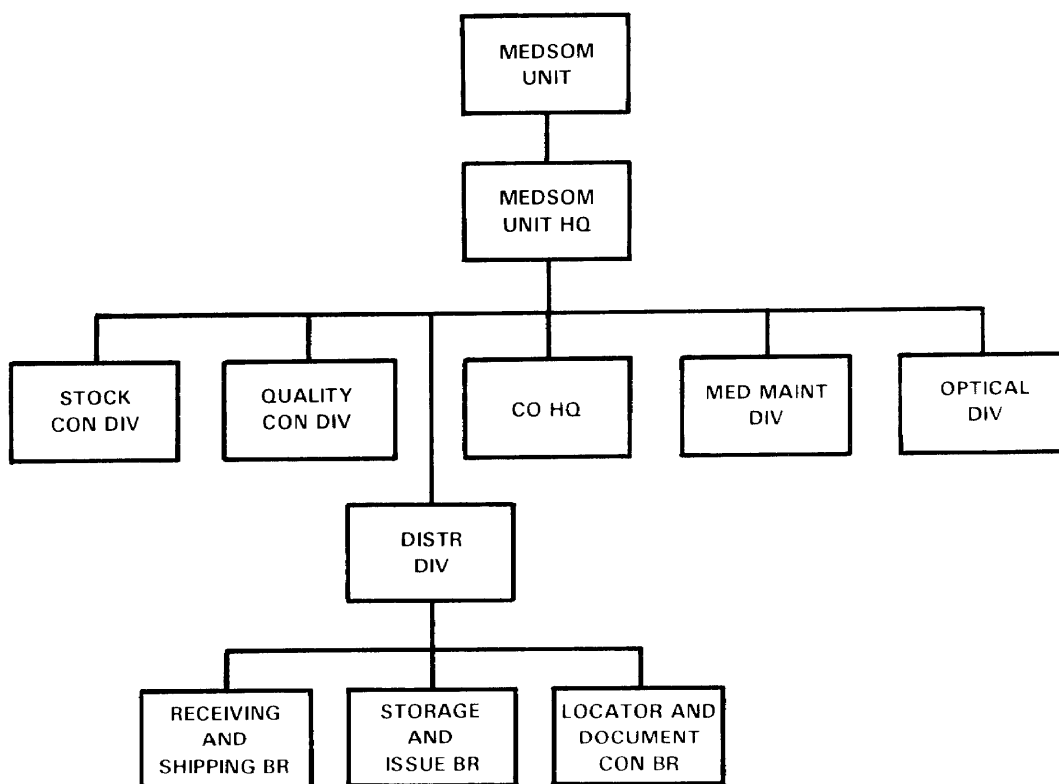 MEDSOM
UNIT
MEDSOM
UNIT HQ
STOCK
CON DIV
QUALITY
CON DIV
CO HQ
MED MAINT
DIV
OPTICAL
DIV
DISTR
DIV
RECEIVING
AND
SHIPPING BR
STORAGE
AND
ISSUE BR
LOCATOR AND
DOCUMENT
CON BR